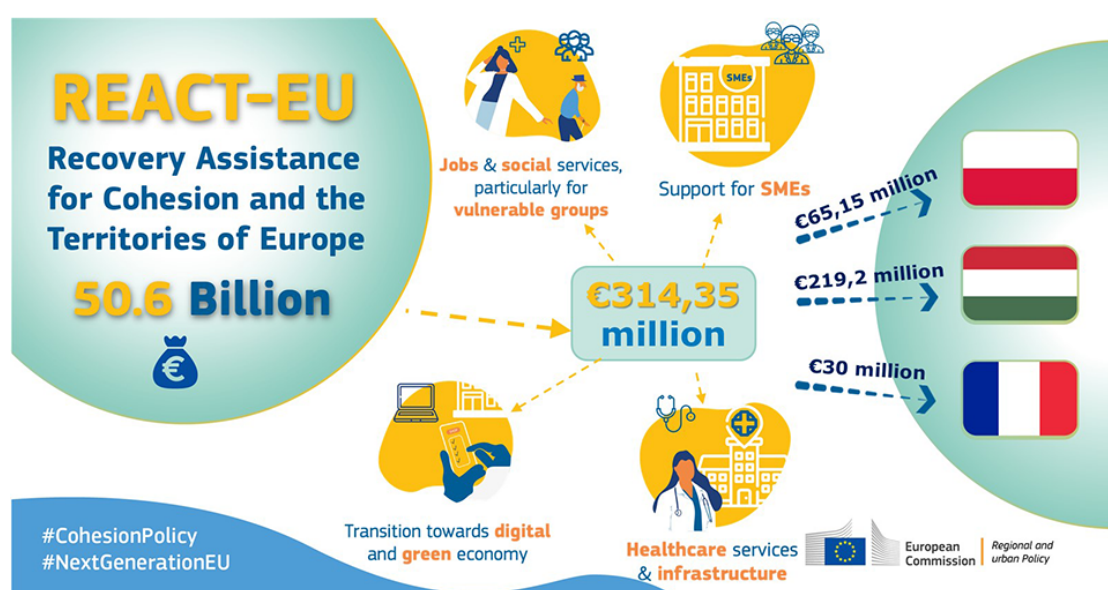 REACT-EU
Recovery Assistance
for Cohesion and the
Territories of Europe
50.6 Billion
€
Jobs & social services,
particularly for
vulnerable groups
SMEs
Support for SMEs
€314,35
million
€65,15 million
€219,2 million
€30 million
Transition towards digital
and green economy
Healthcare services
& infrastructure
#CohesionPolicy
#NextGenerationEU
European
Commission
Regional and
urban Policy